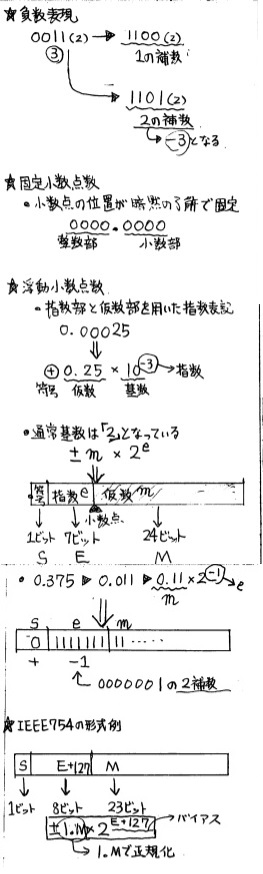 ☆負数表現
0011(2) → 1100(2)
③ 1の補数
1101(2)
2の補数
→ -3となる
☆固定小数点数
・小数点の位置が暗黙の了解で固定
0000.0000
整数部 小数部
☆浮動小数点数
・指数部と仮数部を用いた指数表記
0.00025
⇓
⊕ 0.25 × 10 -3 → 指数
符号 仮数 基数
・通常基数は「2」となっている
± m × 2^e
符号 指数e 仮数m
小数点
1ビット 7ビット 24ビット
S E M
・0.375 ▶ 0.011 ▶ 0.11×2^-1 → e
m
S e m
0 1111111 11 ·····
+ -1
0000001の2補数
☆IEEE754の形式例
S E+127 M
1ビット 8ビット 23ビット
±1.M×2^E+127 → バイアス
→ 1.Mで正規化